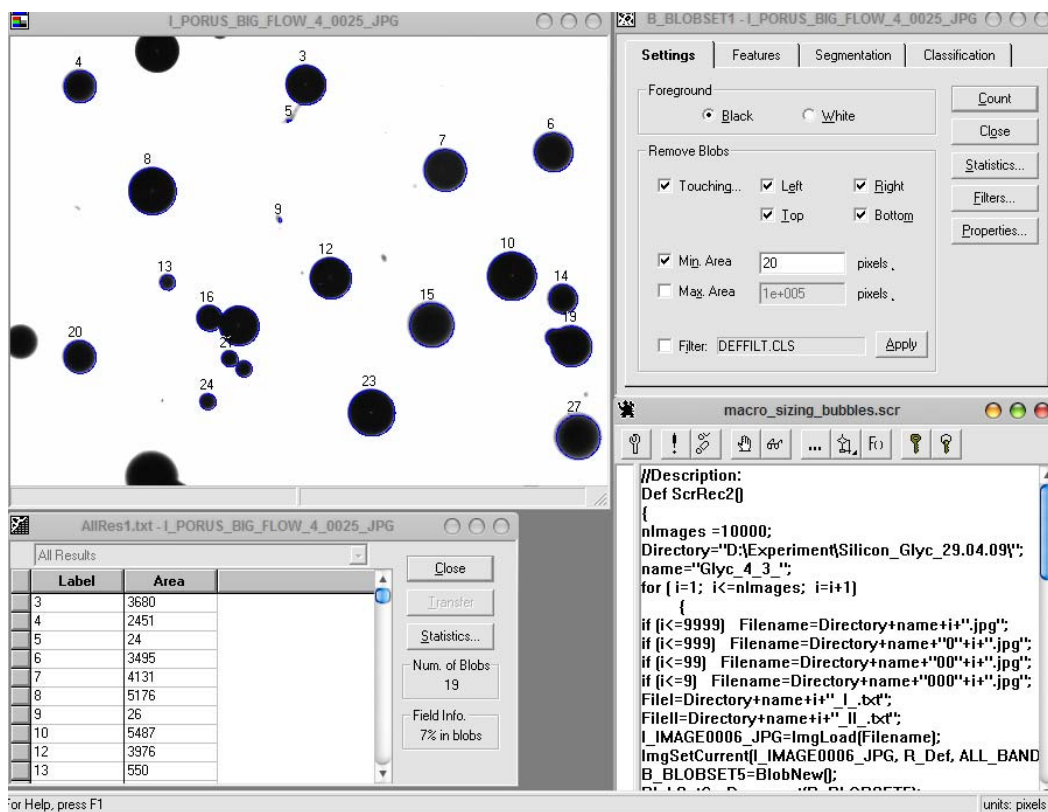 I_PORUS_BIG_FLOW_4_0025_JPG
4
3
5
6
7
8
9
12
10
13
14
16
15
19
20
24
23
27
B_BLOBSET1 - I_PORUS_BIG_FLOW_4_0025_JPG
Settings Features Segmentation Classification
Foreground
Black White
Count
Close
Statistics...
Filters...
Properties...
Remove Blobs
Touching... Left Right
Top Bottom
Min. Area 20 pixels.
Max. Area 1e+005 pixels.
Filter: DEFFILT.CLS Apply
AllRes1.txt - I_PORUS_BIG_FLOW_4_0025_JPG
All Results
Label Area
3 3680
4 2451
5 24
6 3495
7 4131
8 5176
9 26
10 5487
12 3976
13 550
Close
Transfer
Statistics...
Num. of Blobs
19
Field Info.
7% in blobs
macro_sizing_bubbles.scr
F()
//Description:
Def ScrRec2()
{
nImages =10000;
Directory="D:\Experiment\Silicon_Glyc_29.04.09\";
name="Glyc_4_3_";
for ( i=1; i<=nImages; i=i+1)
{
if (i<=9999) Filename=Directory+name+i+".jpg";
if (i<=999) Filename=Directory+name+"0"+i+".jpg";
if (i<=99) Filename=Directory+name+"00"+i+".jpg";
if (i<=9) Filename=Directory+name+"000"+i+".jpg";
FileI=Directory+name+i+"_I_.txt";
FileII=Directory+name+i+"_II_.txt";
I_IMAGE0006_JPG=ImgLoad(Filename);
ImgSetCurrent(I_IMAGE0006_JPG, R_Def, ALL_BAND
B_BLOBSET5=BlobNew();
For Help, press F1
units: pixels